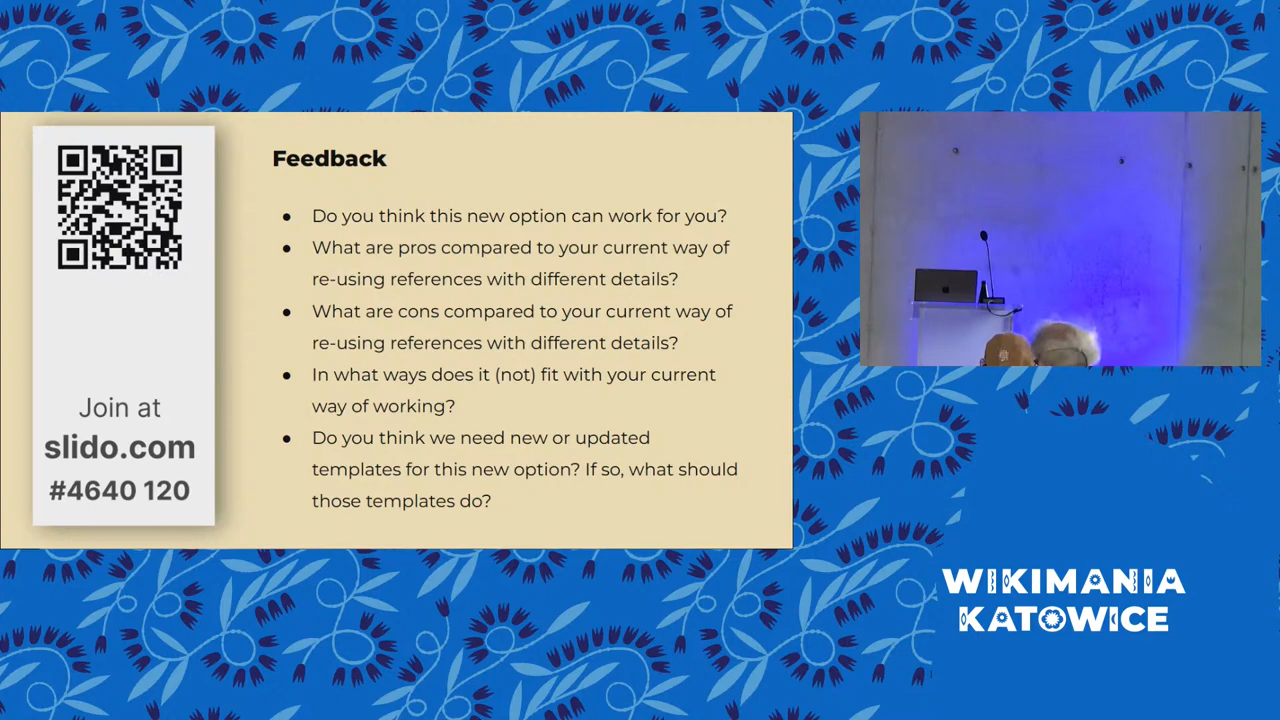 Feedback
● Do you think this new option can work for you?
● What are pros compared to your current way of
re-using references with different details?
● What are cons compared to your current way of
re-using references with different details?
● In what ways does it (not) fit with your current
way of working?
● Do you think we need new or updated
templates for this new option? If so, what should
those templates do?
Join at
slido.com
#4640 120
WIKIMANIA
KATOWICE